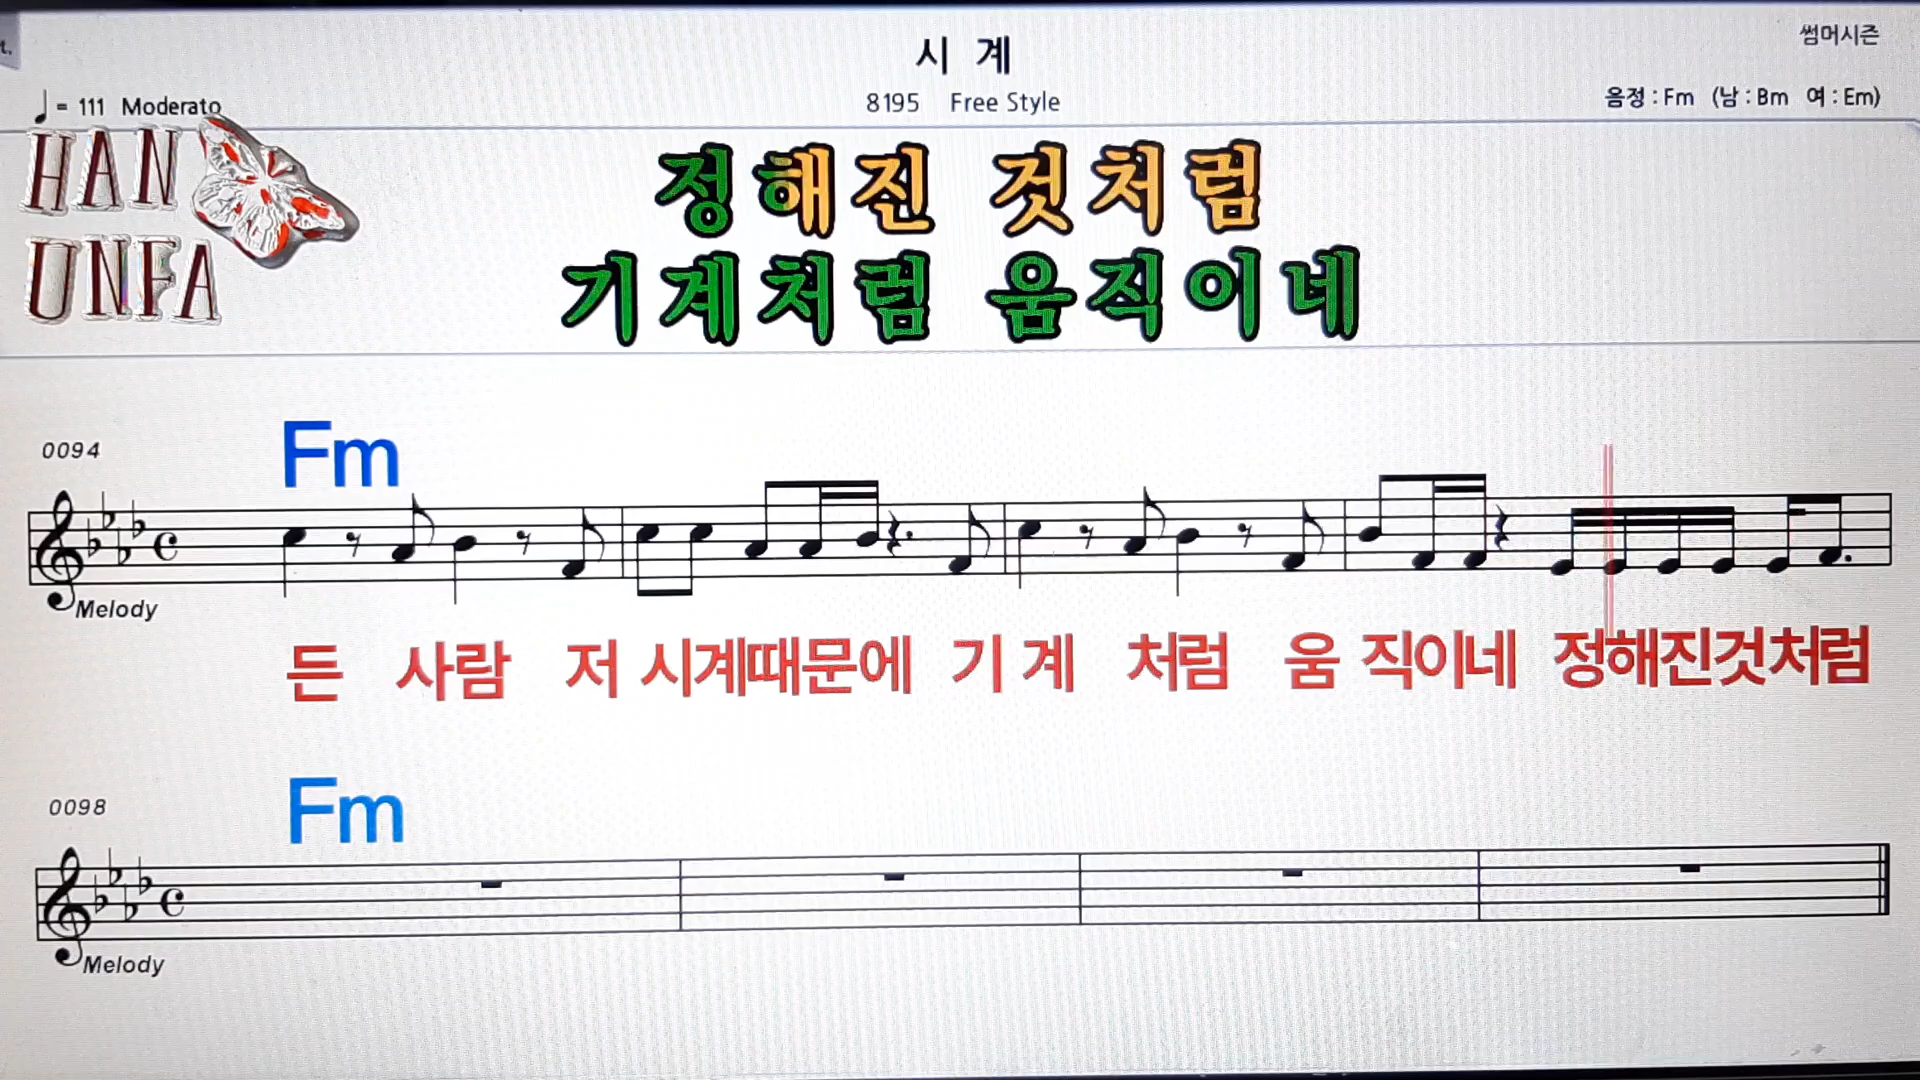 t.
시 계
썸머시즌
♩= 111 Moderato
8195 Free Style
음정 : Fm (남 : Bm 여 : Em)
HAN
UNFA
정해진 것처럼
기계처럼 움직이네
0094
Fm
Melody
든 사람 저 시계때문에 기 계 처럼 움 직이네 정해진것처럼
0098
Fm
Melody